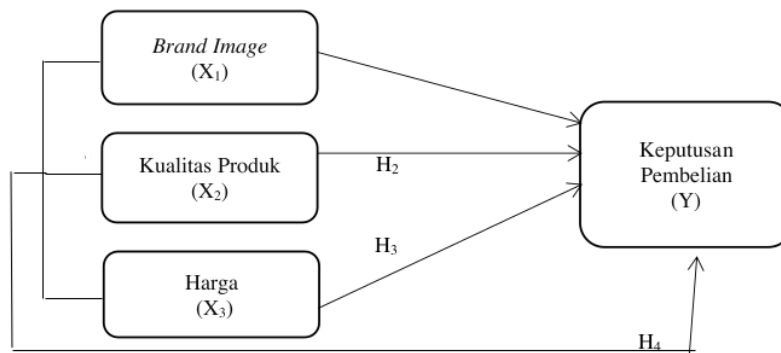 Brand Image
(X₁)
Kualitas Produk
(X₂)
Harga
(X₃)
H₂
H₃
H₄
Keputusan
Pembelian
(Y)